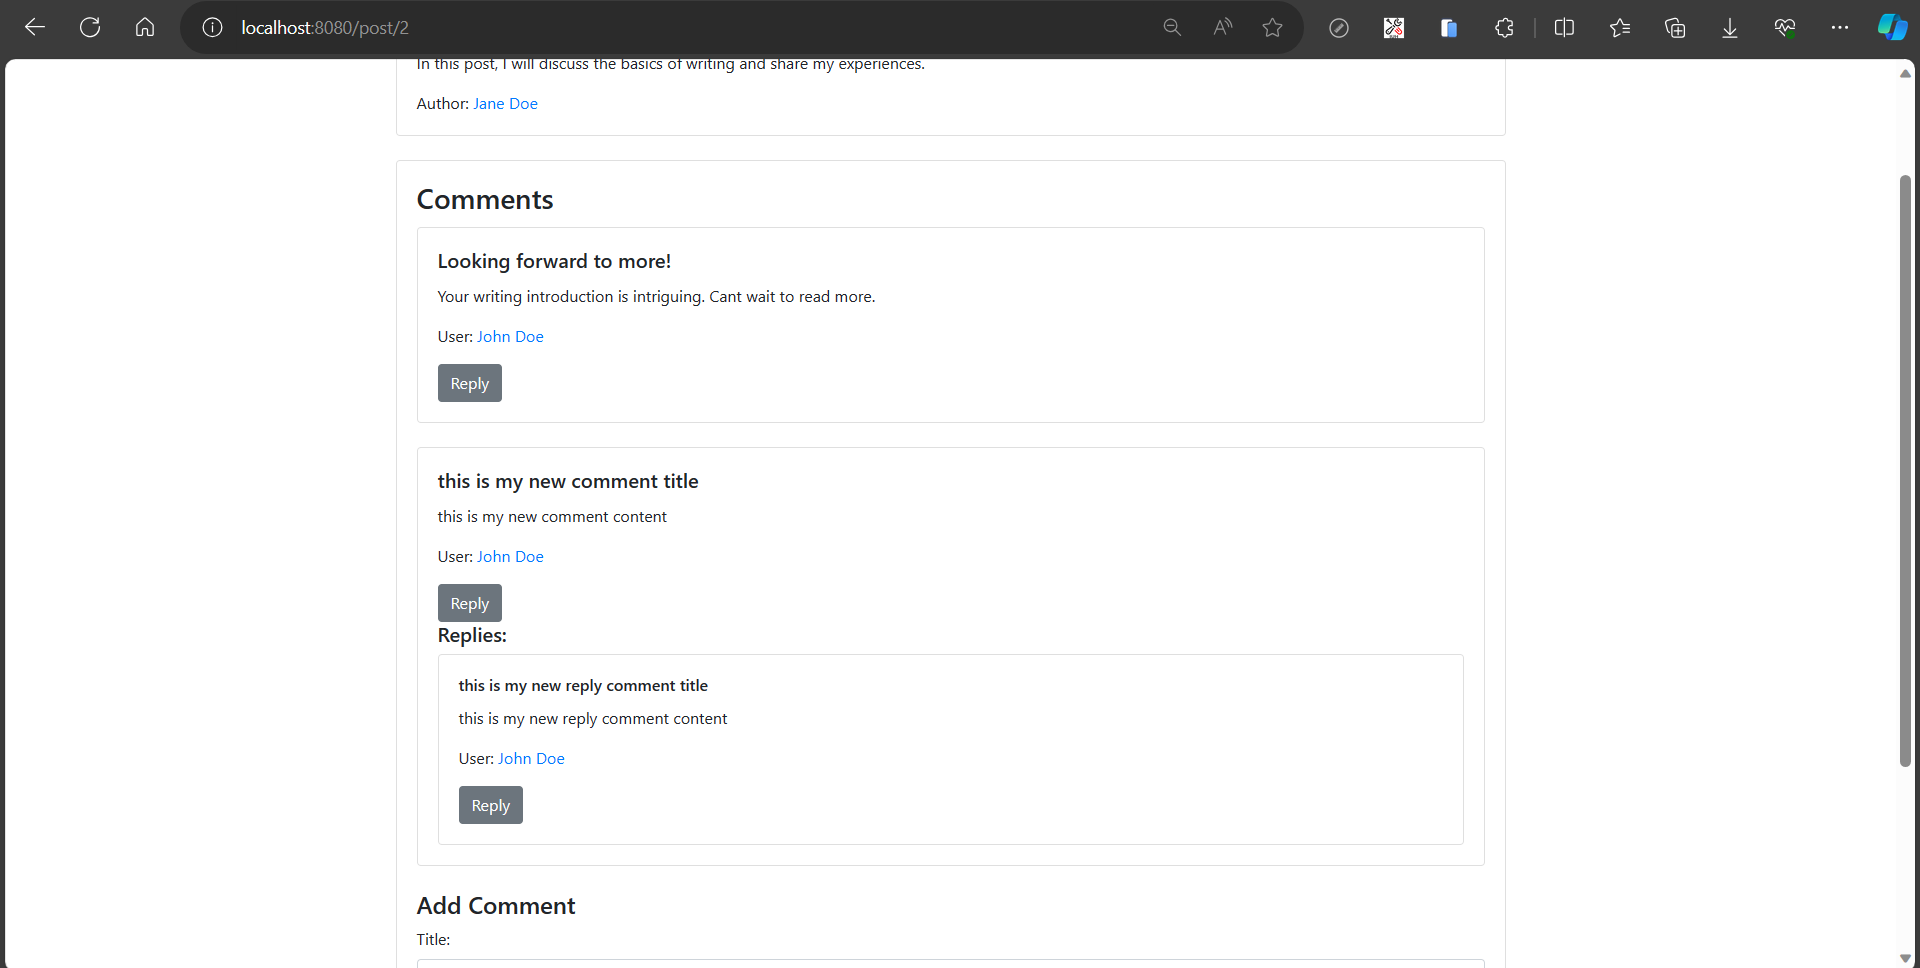 localhost:8080/post/2
In this post, I will discuss the basics of writing and share my experiences.
Author: Jane Doe
Comments
Looking forward to more!
Your writing introduction is intriguing. Cant wait to read more.
User: John Doe
Reply
this is my new comment title
this is my new comment content
User: John Doe
Reply
Replies:
this is my new reply comment title
this is my new reply comment content
User: John Doe
Reply
Add Comment
Title: